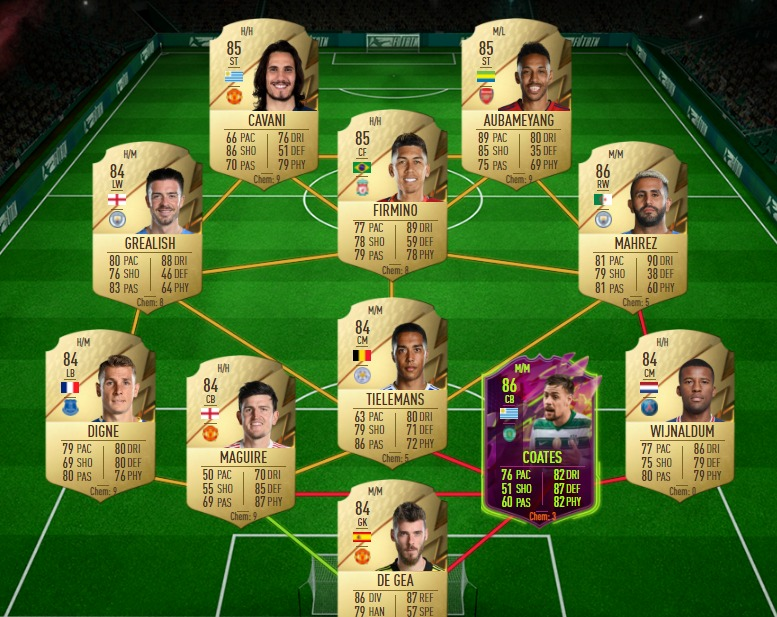 H/H
85
ST
CAVANI
66 PAC 76 DRI
86 SHO 51 DEF
70 PAS 79 PHY
Chem: 9
M/L
85
ST
AUBAMEYANG
89 PAC 80 DRI
85 SHO 35 DEF
75 PAS 69 PHY
Chem: 9
H/M
84
LW
GREALISH
80 PAC 88 DRI
76 SHO 46 DEF
83 PAS 64 PHY
Chem: 8
H/H
85
CF
FIRMINO
77 PAC 89 DRI
78 SHO 59 DEF
79 PAS 78 PHY
Chem: 8
M/M
86
RW
MAHREZ
81 PAC 90 DRI
79 SHO 38 DEF
81 PAS 60 PHY
Chem: 5
H/M
84
LB
DIGNE
79 PAC 80 DRI
69 SHO 80 DEF
80 PAS 76 PHY
Chem: 9
H/H
84
CB
MAGUIRE
50 PAC 70 DRI
55 SHO 85 DEF
69 PAS 87 PHY
Chem: 9
M/M
84
CM
TIELEMANS
63 PAC 80 DRI
79 SHO 71 DEF
86 PAS 72 PHY
Chem: 5
M/M
86
CB
COATES
76 PAC 82 DRI
51 SHO 87 DEF
60 PAS 82 PHY
Chem: 3
H/H
84
CM
WIJNALDUM
77 PAC 86 DRI
75 SHO 79 DEF
79 PAS 79 PHY
Chem: 0
M/M
84
GK
DE GEA
86 DIV 87 REF
79 HAN 57 SPE